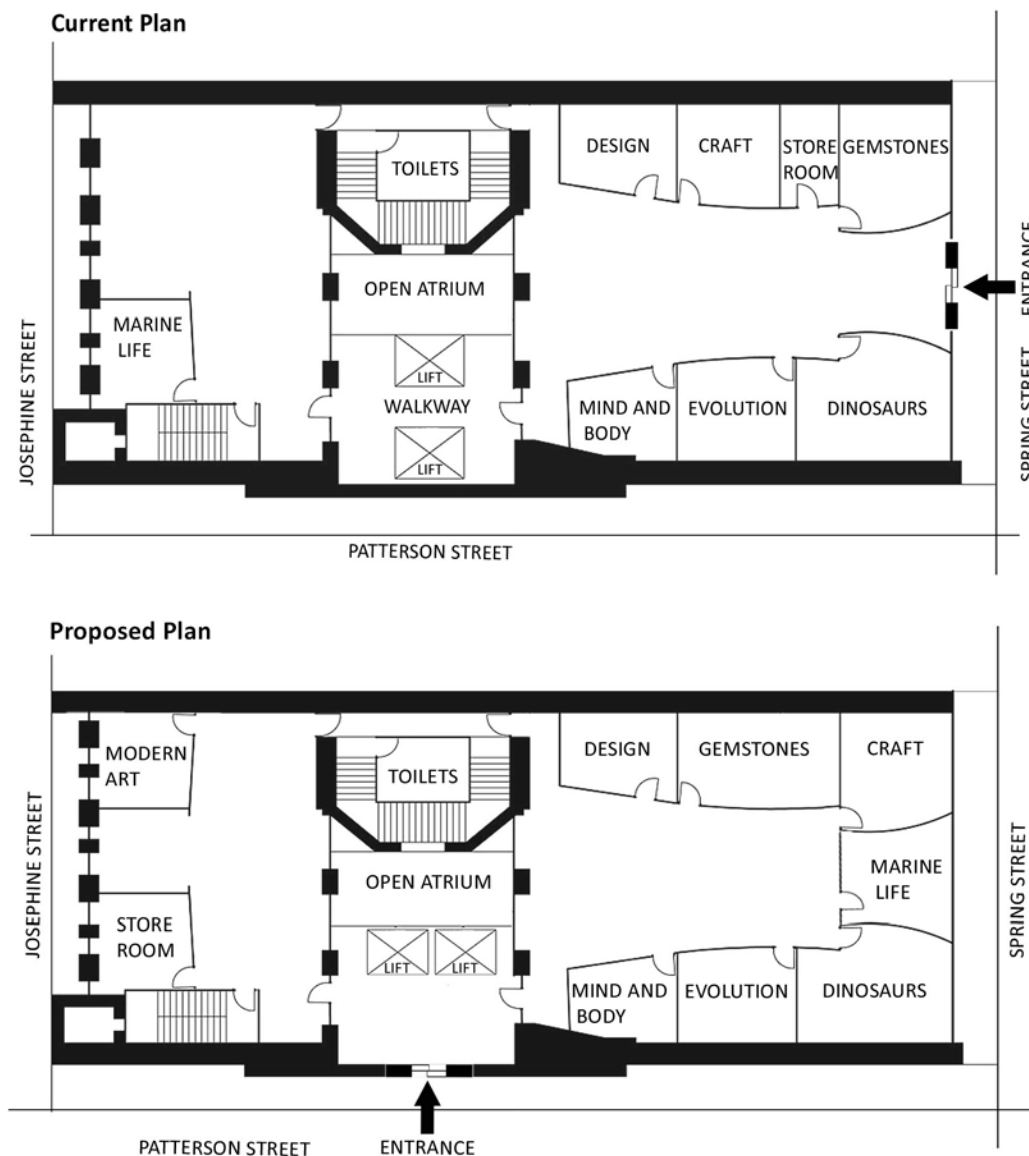 Current Plan
DESIGN
CRAFT
STORE
ROOM
GEMSTONES
TOILETS
ENTRANCE
OPEN ATRIUM
MARINE
LIFE
LIFT
JOSEPHINE STREET
WALKWAY
MIND AND
BODY
EVOLUTION
DINOSAURS
SPRING STREET
LIFT
PATTERSON STREET
Proposed Plan
MODERN
ART
TOILETS
DESIGN
GEMSTONES
CRAFT
JOSEPHINE STREET
OPEN ATRIUM
MARINE
LIFE
SPRING STREET
STORE
ROOM
LIFT
LIFT
MIND AND
BODY
EVOLUTION
DINOSAURS
PATTERSON STREET
ENTRANCE